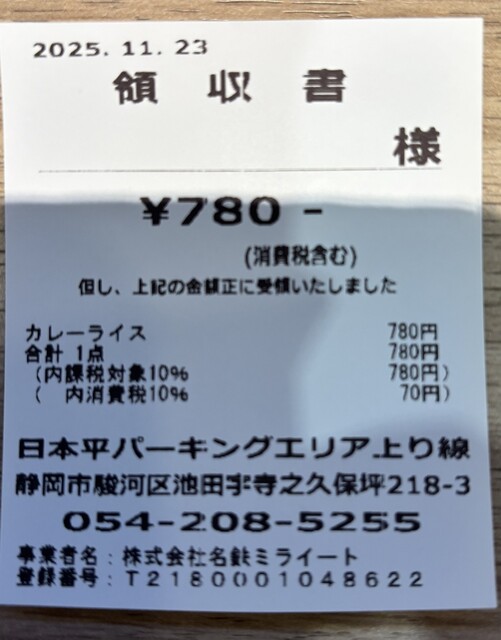 2025.11.23
領収書
様
¥780-
(消費税含む)
但し、上記の金額正に受領いたしました
カレーライス 780円
合計 1点 780円
(内課税対象10% 780円)
( 内消費税10% 70円)
日本平パーキングエリア上り線
静岡市駿河区池田字寺之久保坪218-3
054-208-5255
事業者名：株式会社名鉄ミライート
登録番号：T2180001048622